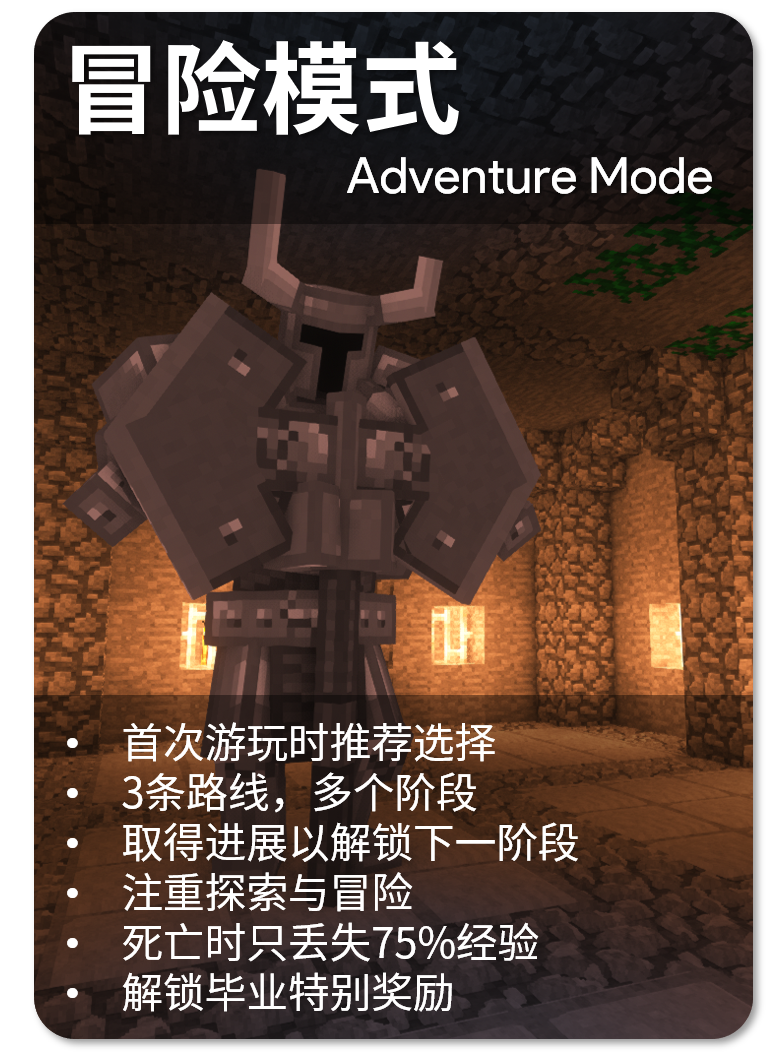 冒险模式
Adventure Mode
• 首次游玩时推荐选择
• 3条路线，多个阶段
• 取得进展以解锁下一阶段
• 注重探索与冒险
• 死亡时只丢失75%经验
• 解锁毕业特别奖励